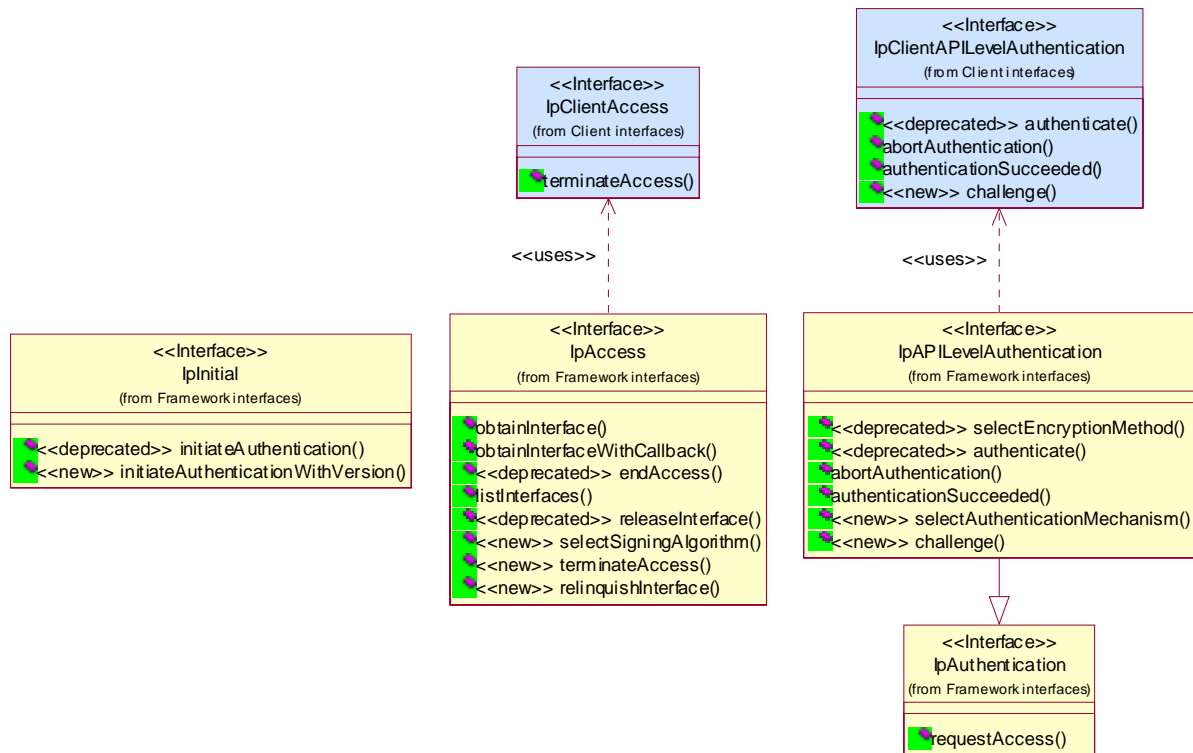 <<Interface>>
IpClientAPILevelAuthentication
(from Client interfaces)
<<deprecated>> authenticate()
abortAuthentication()
authenticationSucceeded()
<<new>> challenge()
<<Interface>>
IpClientAccess
(from Client interfaces)
terminateAccess()
<<uses>>
<<uses>>
<<Interface>>
IpInitial
(from Framework interfaces)
<<deprecated>> initiateAuthentication()
<<new>> initiateAuthenticationWithVersion()
<<Interface>>
IpAccess
(from Framework interfaces)
obtainInterface()
obtainInterfaceWithCallback()
<<deprecated>> endAccess()
listInterfaces()
<<deprecated>> releaseInterface()
<<new>> selectSigningAlgorithm()
<<new>> terminateAccess()
<<new>> relinquishInterface()
<<Interface>>
IpAPILevelAuthentication
(from Framework interfaces)
<<deprecated>> selectEncryptionMethod()
<<deprecated>> authenticate()
abortAuthentication()
authenticationSucceeded()
<<new>> selectAuthenticationMechanism()
<<new>> challenge()
<<Interface>>
IpAuthentication
(from Framework interfaces)
requestAccess()